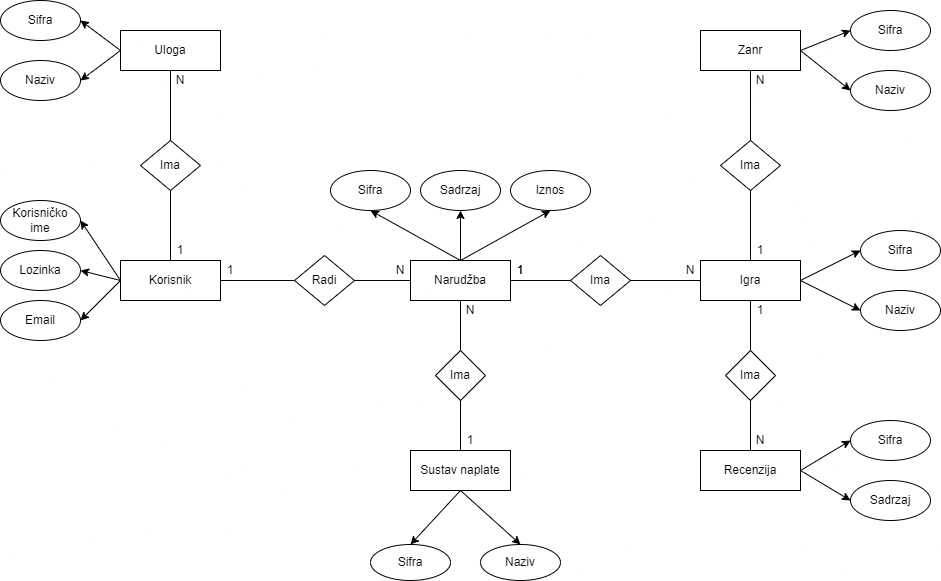 Sifra
Uloga
Naziv
N
Ima
1
Zanr
Sifra
Naziv
N
Ima
1
Sifra
Sadrzaj
Iznos
Korisničko
ime
Lozinka
Email
Korisnik
1
Radi
N
Narudžba
1
Ima
N
Igra
Sifra
Naziv
N
Ima
1
Sustav naplate
Sifra
Naziv
1
Ima
N
Recenzija
Sifra
Sadrzaj